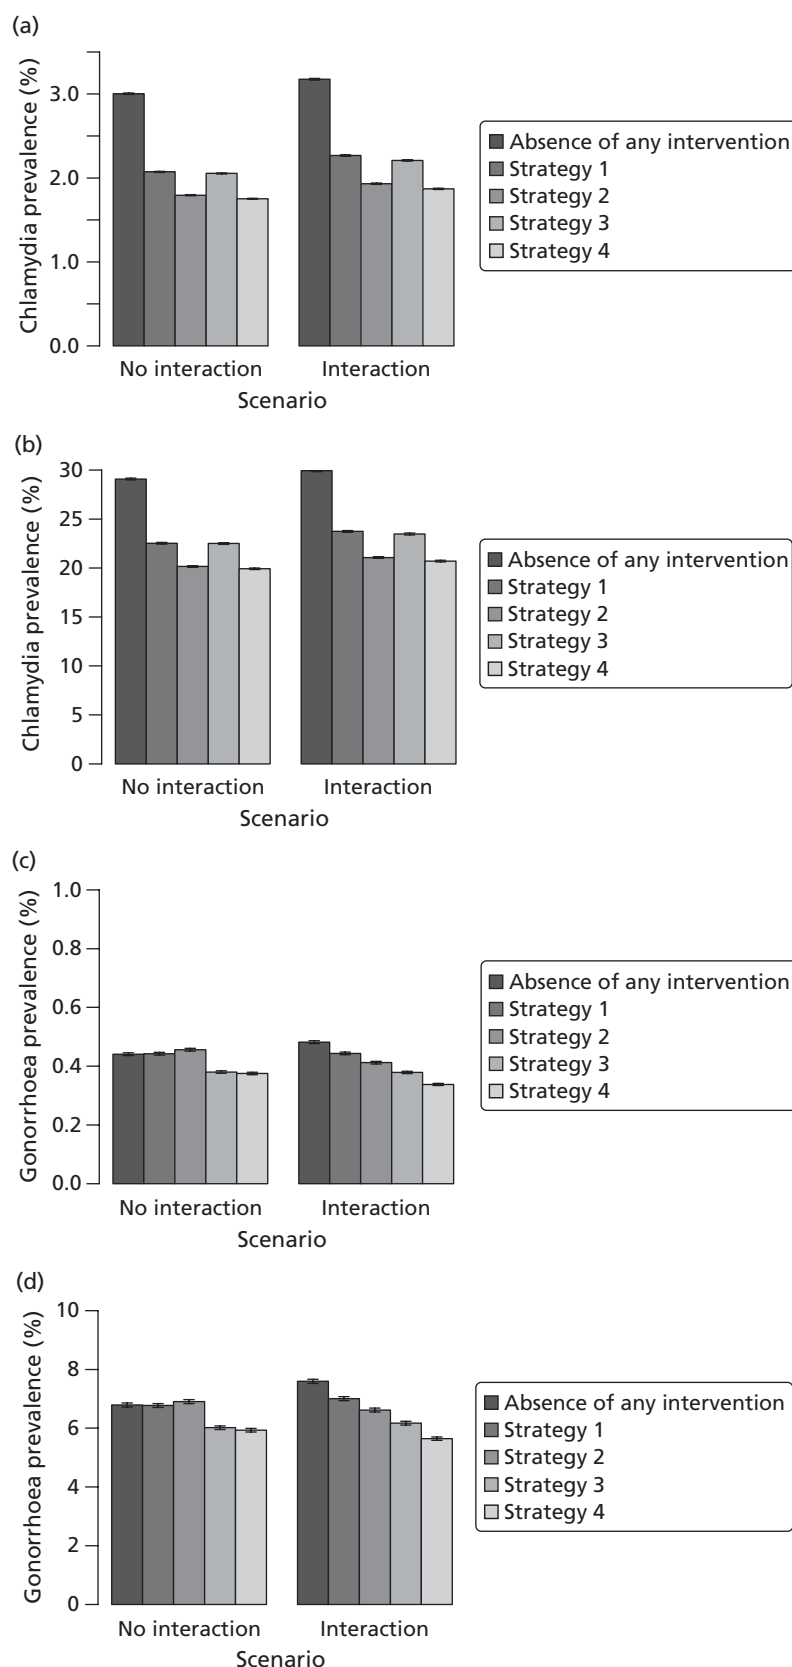 (a)
Chlamydia prevalence (%)
3.0
2.0
1.0
0.0
No interaction
Interaction
Scenario
Absence of any intervention
Strategy 1
Strategy 2
Strategy 3
Strategy 4
(b)
Chlamydia prevalence (%)
30
25
20
15
10
5
0
No interaction
Interaction
Scenario
Absence of any intervention
Strategy 1
Strategy 2
Strategy 3
Strategy 4
(c)
Gonorrhoea prevalence (%)
1.0
0.8
0.6
0.4
0.2
0.0
No interaction
Interaction
Scenario
Absence of any intervention
Strategy 1
Strategy 2
Strategy 3
Strategy 4
(d)
Gonorrhoea prevalence (%)
10
8
6
4
2
0
No interaction
Interaction
Scenario
Absence of any intervention
Strategy 1
Strategy 2
Strategy 3
Strategy 4